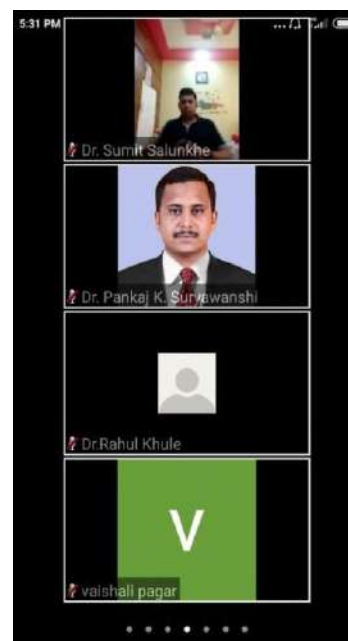 5:31 PM
Dr. Sumit Salunkhe
Dr. Pankaj K. Suryawanshi
Dr.Rahul Khule
V
vaishali pagar